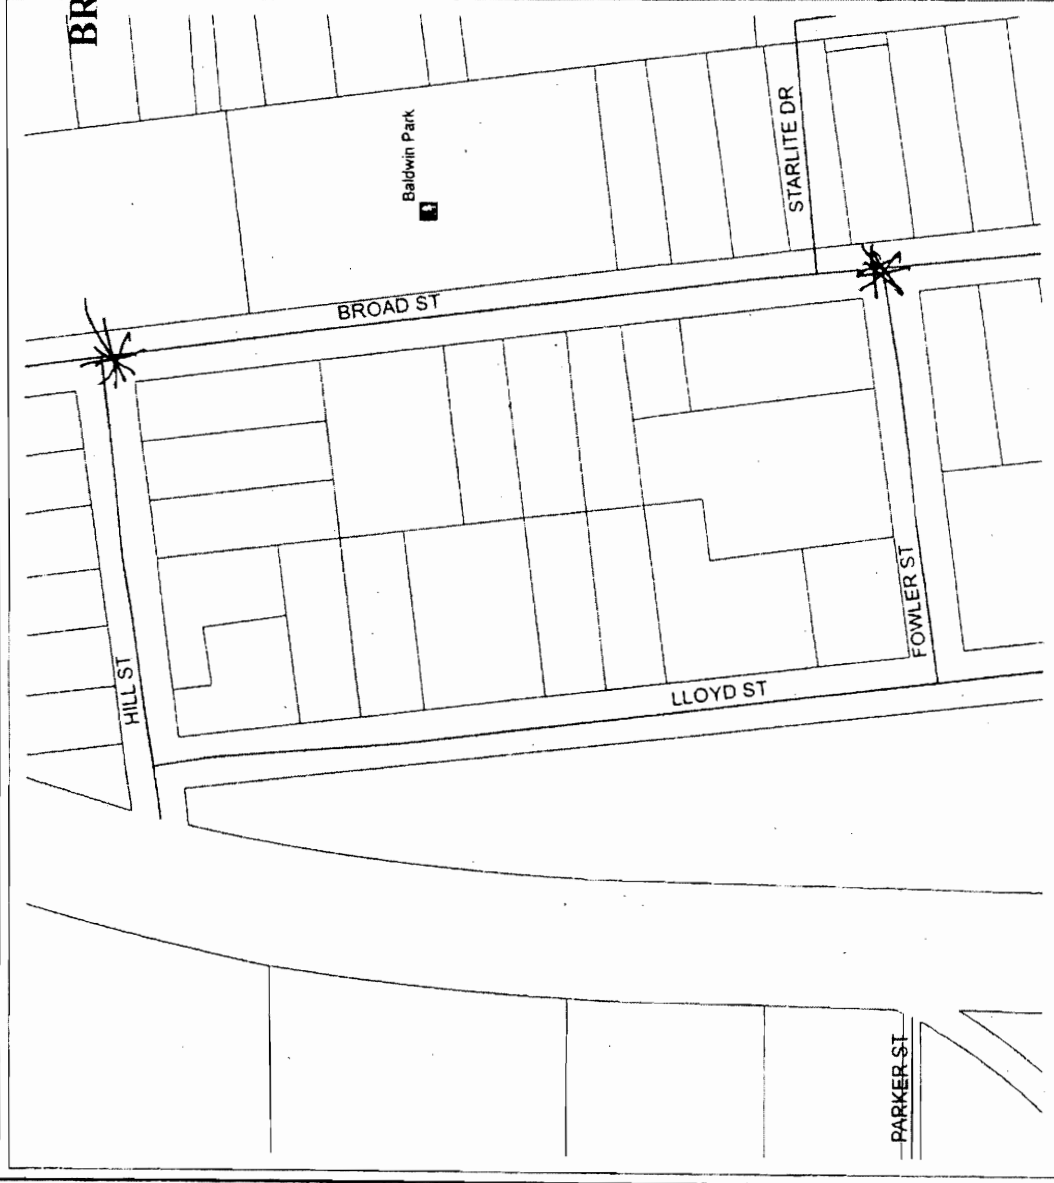 BR
Baldwin Park
STARLITE DR
BROAD ST
HILL ST
FOWLER ST
LLOYD ST
PARKER ST